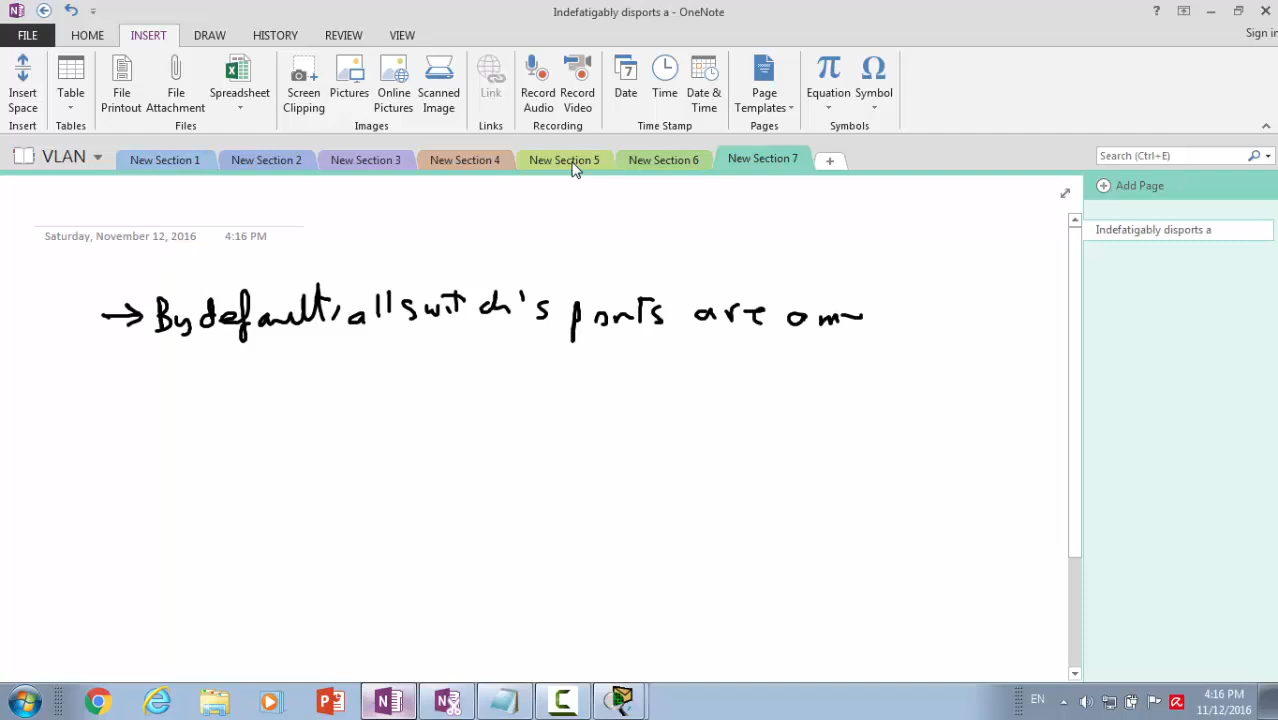 Indefatigably disports a - OneNote
FILE HOME INSERT DRAW HISTORY REVIEW VIEW
Sign in
Insert Space Table File Printout File Attachment Spreadsheet Screen Clipping Pictures Online Pictures Scanned Image Link Record Audio Record Video Date Time Date & Time Page Templates Equation Symbol
Insert Tables Files Images Links Recording Time Stamp Pages Symbols
VLAN New Section 1 New Section 2 New Section 3 New Section 4 New Section 5 New Section 6 New Section 7 + Search (Ctrl+E)
Add Page
Indefatigably disports a
Saturday, November 12, 2016 4:16 PM
→ By default, all switch's ports are
EN 4:16 PM
11/12/2016